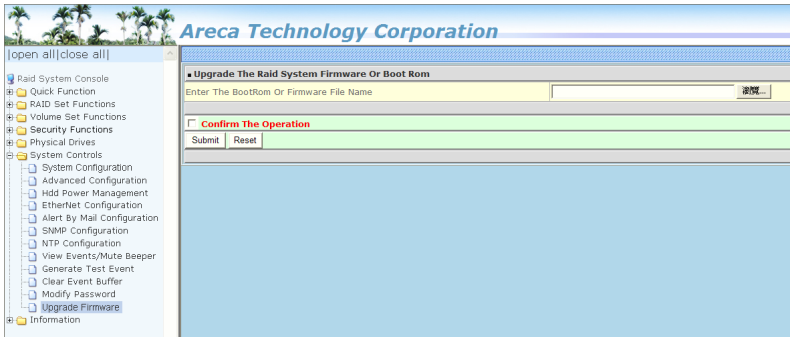 Areca Technology Corporation
|open all|close all|
Raid System Console
Quick Function
RAID Set Functions
Volume Set Functions
Security Functions
Physical Drives
System Controls
System Configuration
Advanced Configuration
Hdd Power Management
EtherNet Configuration
Alert By Mail Configuration
SNMP Configuration
NTP Configuration
View Events/Mute Beeper
Generate Test Event
Clear Event Buffer
Modify Password
Upgrade Firmware
Information
Upgrade The Raid System Firmware Or Boot Rom
Enter The BootRom Or Firmware File Name
瀏覽...
Confirm The Operation
Submit Reset